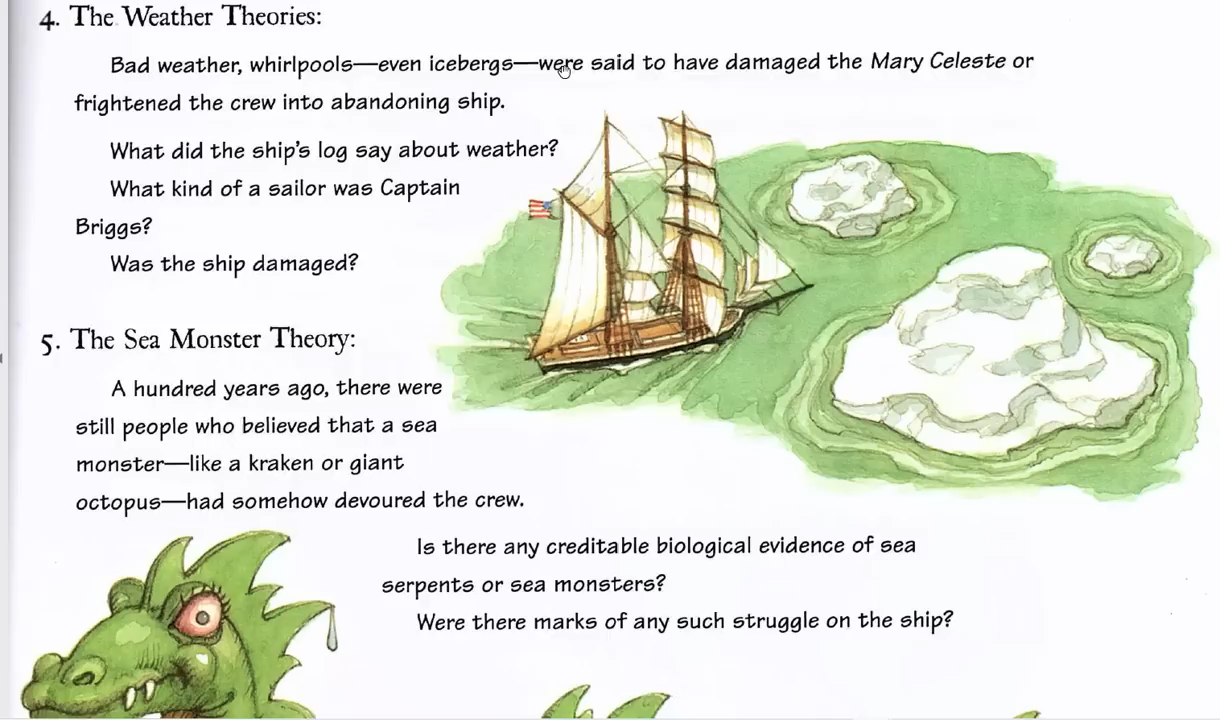 4. The Weather Theories:
Bad weather, whirlpools—even icebergs—were said to have damaged the Mary Celeste or
frightened the crew into abandoning ship.
What did the ship's log say about weather?
What kind of a sailor was Captain
Briggs?
Was the ship damaged?
5. The Sea Monster Theory:
A hundred years ago, there were
still people who believed that a sea
monster—like a kraken or giant
octopus—had somehow devoured the crew.
Is there any creditable biological evidence of sea
serpents or sea monsters?
Were there marks of any such struggle on the ship?